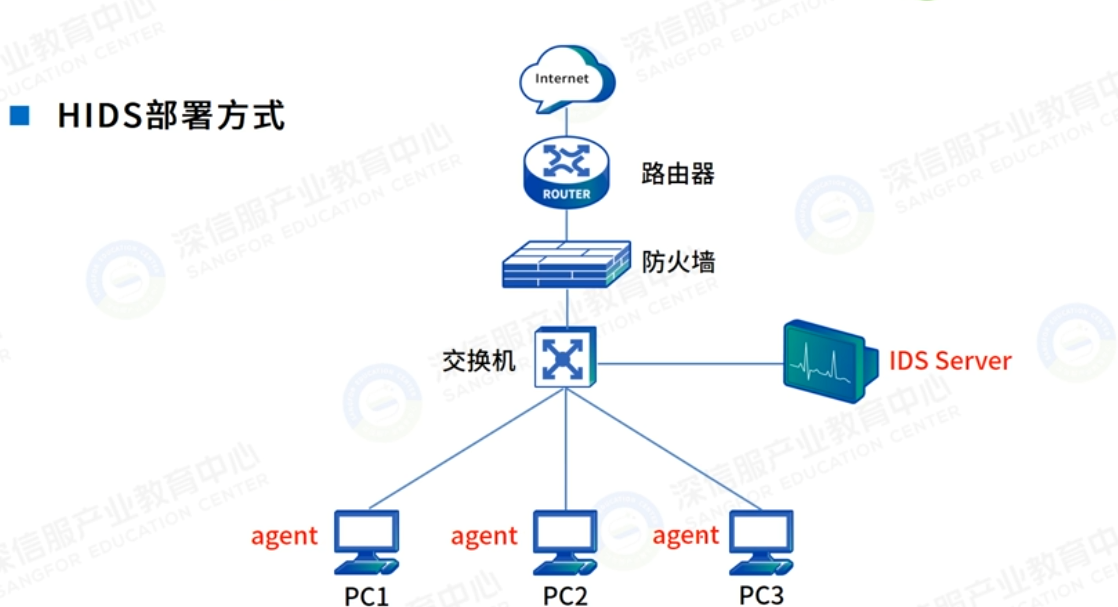 Internet
HIDS部署方式
ROUTER
路由器
防火墙
交换机
IDS Server
agent
agent
agent
PC1
PC2
PC3
深信服产业教育中心
SANGFOR EDUCATION CENTER